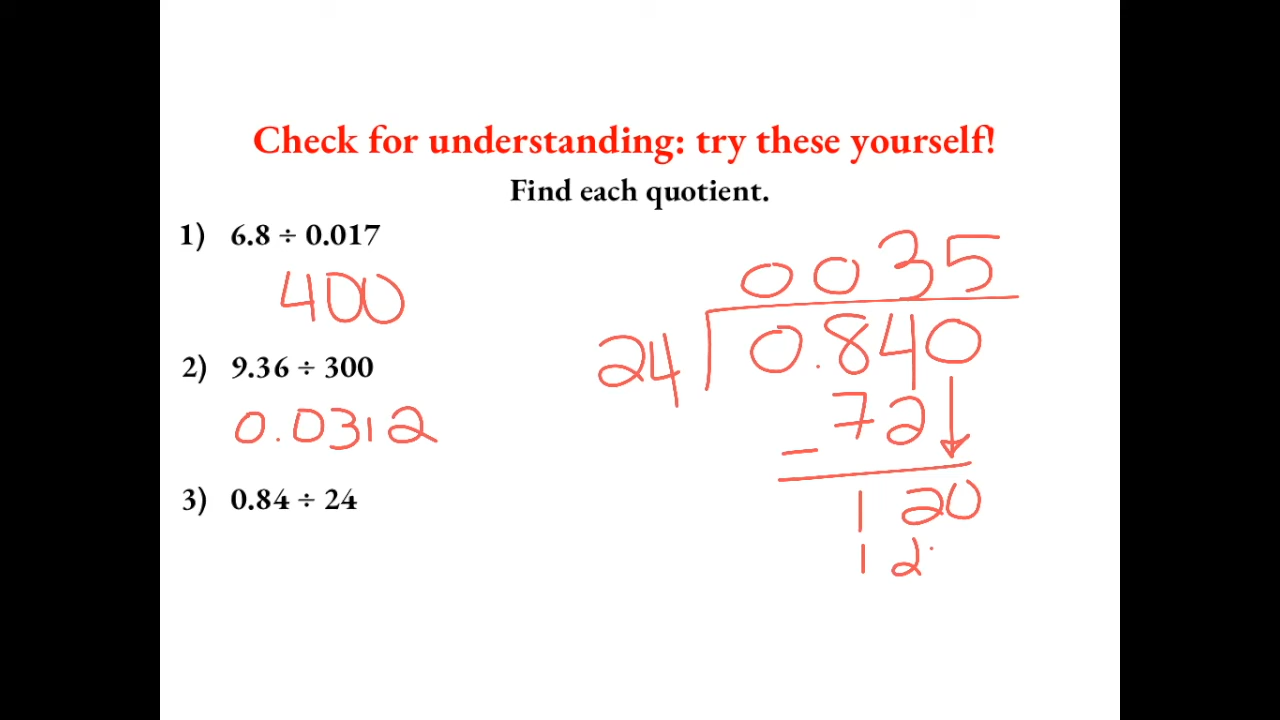 Check for understanding: try these yourself!
Find each quotient.
1) 6.8 ÷ 0.017
400
2) 9.36 ÷ 300
0.0312
3) 0.84 ÷ 24
0035
24 0.840
- 72
120
12